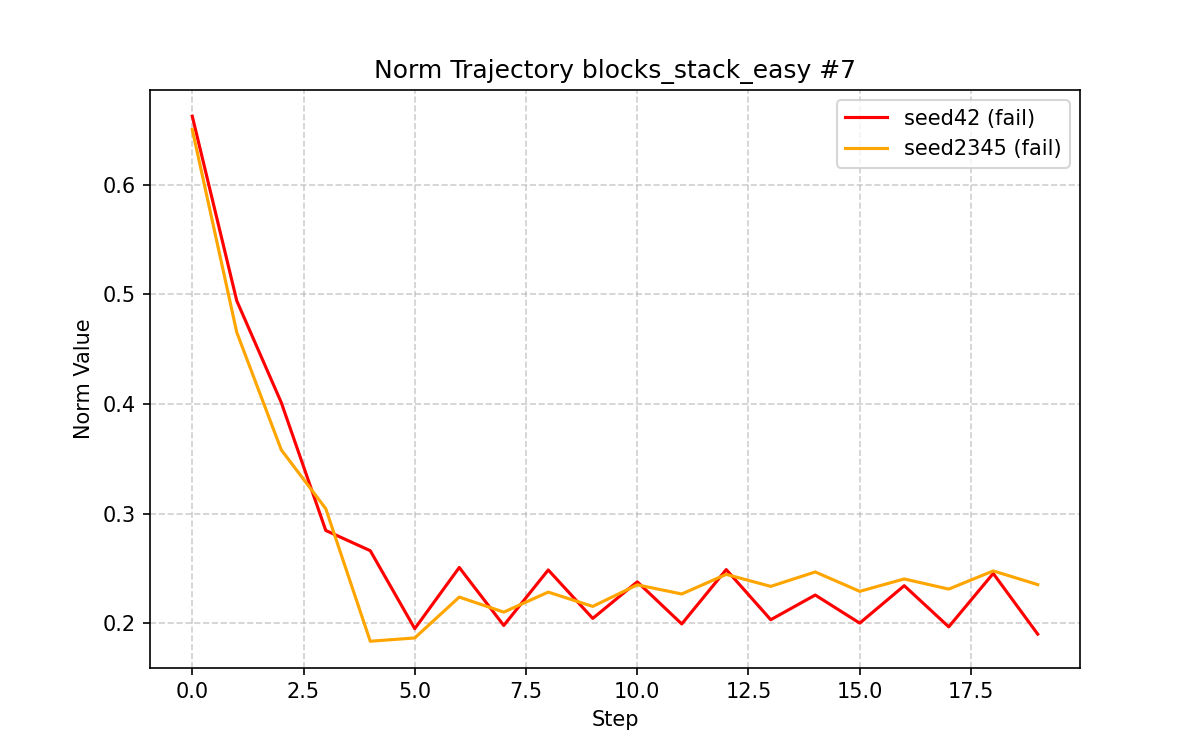 Norm Trajectory blocks_stack_easy #7
seed42 (fail)
seed2345 (fail)
Norm Value
0.6
0.5
0.4
0.3
0.2
0.0 2.5 5.0 7.5 10.0 12.5 15.0 17.5
Step